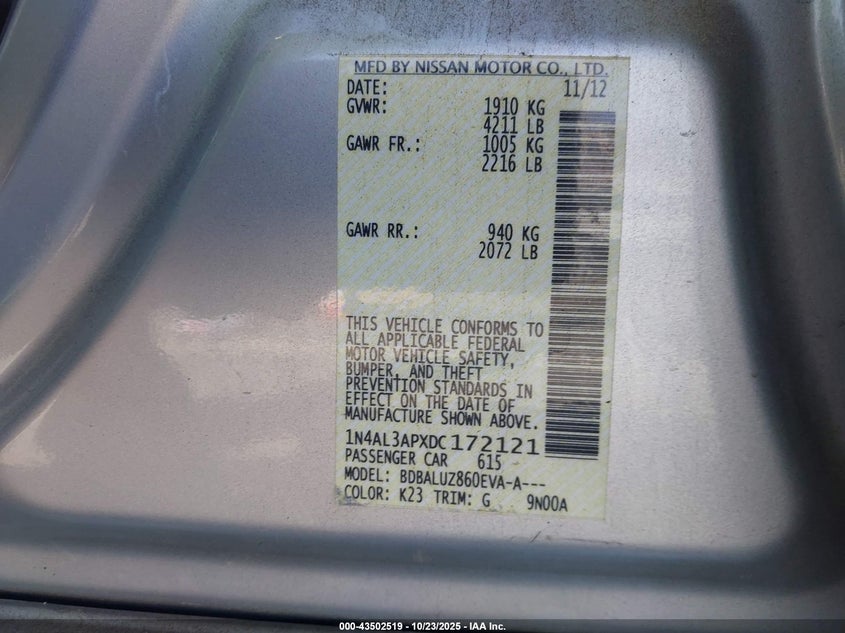 MFD BY NISSAN MOTOR CO., LTD.
DATE: 11/12
GVWR: 1910 KG
4211 LB
GAWR FR.: 1005 KG
2216 LB
GAWR RR.: 940 KG
2072 LB
THIS VEHICLE CONFORMS TO
ALL APPLICABLE FEDERAL
MOTOR VEHICLE SAFETY,
BUMPER, AND THEFT
PREVENTION STANDARDS IN
EFFECT ON THE DATE OF
MANUFACTURE SHOWN ABOVE.
1N4AL3APXDC172121
PASSENGER CAR 615
MODEL: BDBALUZ860EVA-A---
COLOR: K23 TRIM: G 9N00A
000-43502519 - 10/23/2025 - IAA Inc.